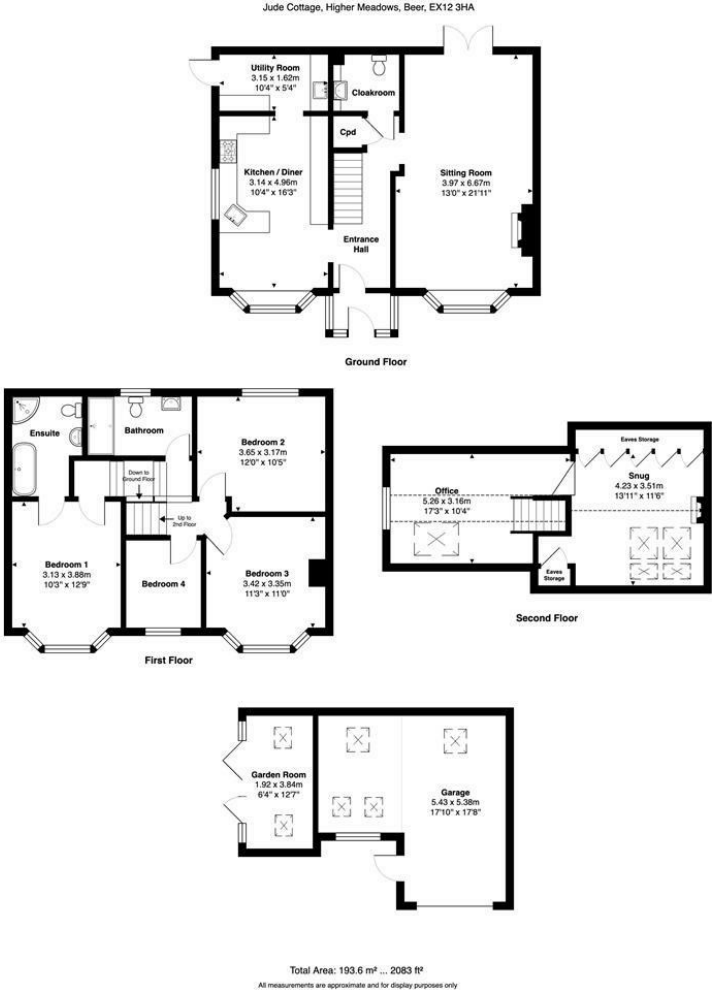 Jude Cottage, Higher Meadows, Beer, EX12 3HA
Utility Room
3.15 x 1.62m
10'4" x 5'4"
Cloakroom
Cpd
Kitchen / Diner
3.14 x 4.96m
10'4" x 16'3"
Sitting Room
3.97 x 6.67m
13'0" x 21'11"
Entrance
Hall
Ground Floor
Ensuite
Bathroom
Bedroom 2
3.65 x 3.17m
12'0" x 10'5"
Down to
Ground Floor
Up to
2nd Floor
Bedroom 1
3.13 x 3.88m
10'3" x 12'9"
Bedroom 4
Bedroom 3
3.42 x 3.35m
11'3" x 11'0"
First Floor
Eaves Storage
Office
5.26 x 3.16m
17'3" x 10'4"
Snug
4.23 x 3.51m
13'11" x 11'6"
Eaves
Storage
Second Floor
Garden Room
1.92 x 3.84m
6'4" x 12'7"
Garage
5.43 x 5.38m
17'10" x 17'8"
Total Area: 193.6 m² ... 2083 ft²
All measurements are approximate and for display purposes only